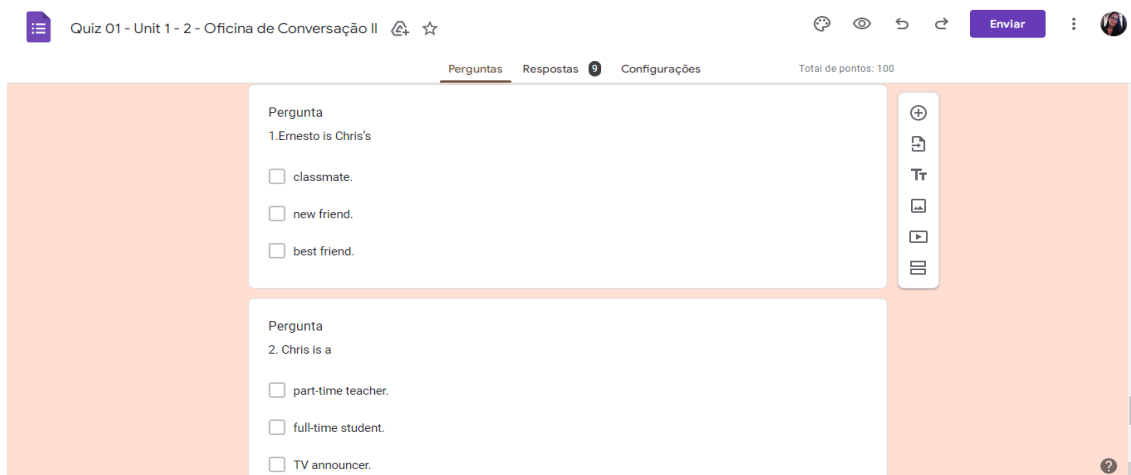 Quiz 01 - Unit 1 - 2 - Oficina de Conversação II
Enviar
Perguntas Respostas 9 Configurações Total de pontos: 100
Pergunta
1.Ernesto is Chris's
classmate.
new friend.
best friend.
Pergunta
2. Chris is a
part-time teacher.
full-time student.
TV announcer.